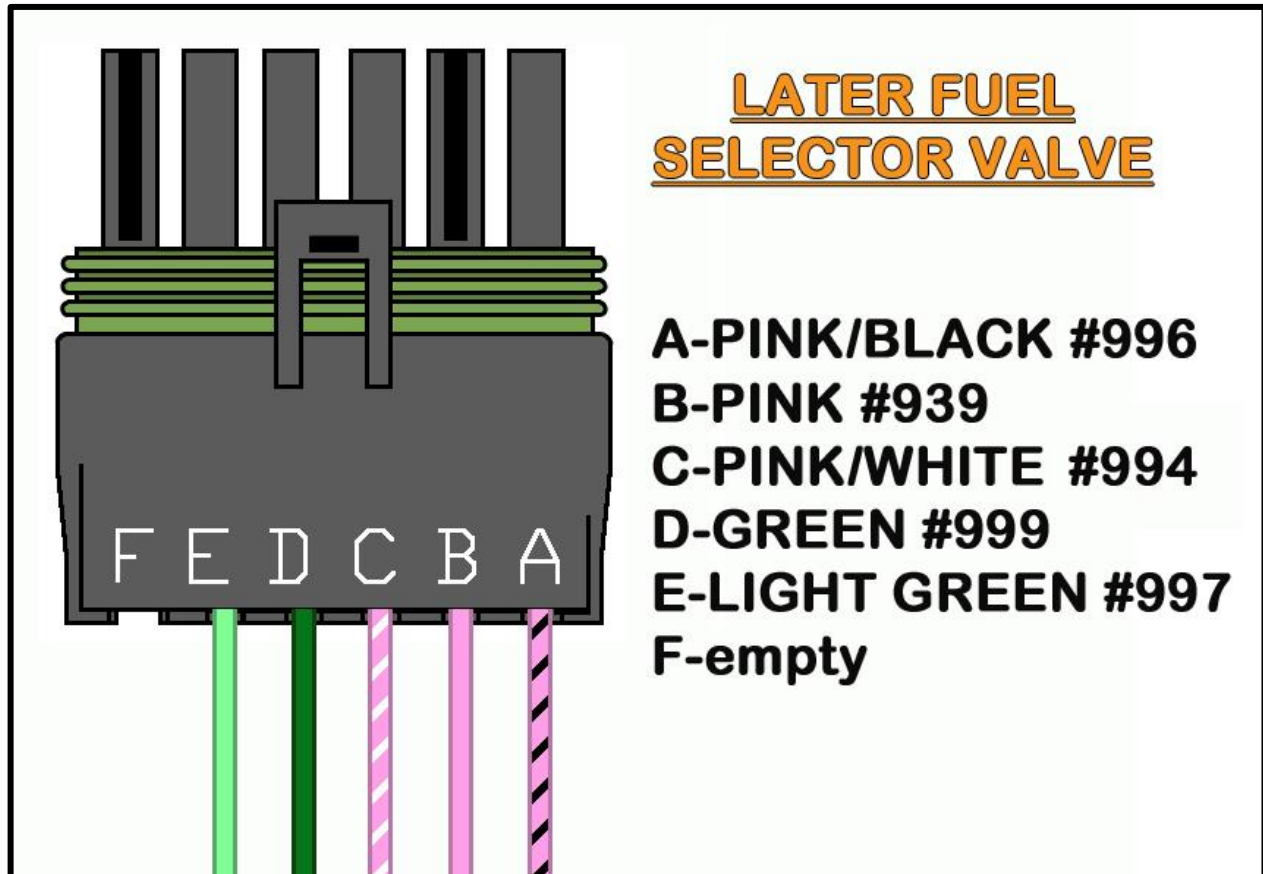 LATER FUEL
SELECTOR VALVE
A-PINK/BLACK #996
B-PINK #939
C-PINK/WHITE #994
D-GREEN #999
E-LIGHT GREEN #997
F-empty
F E D C B A